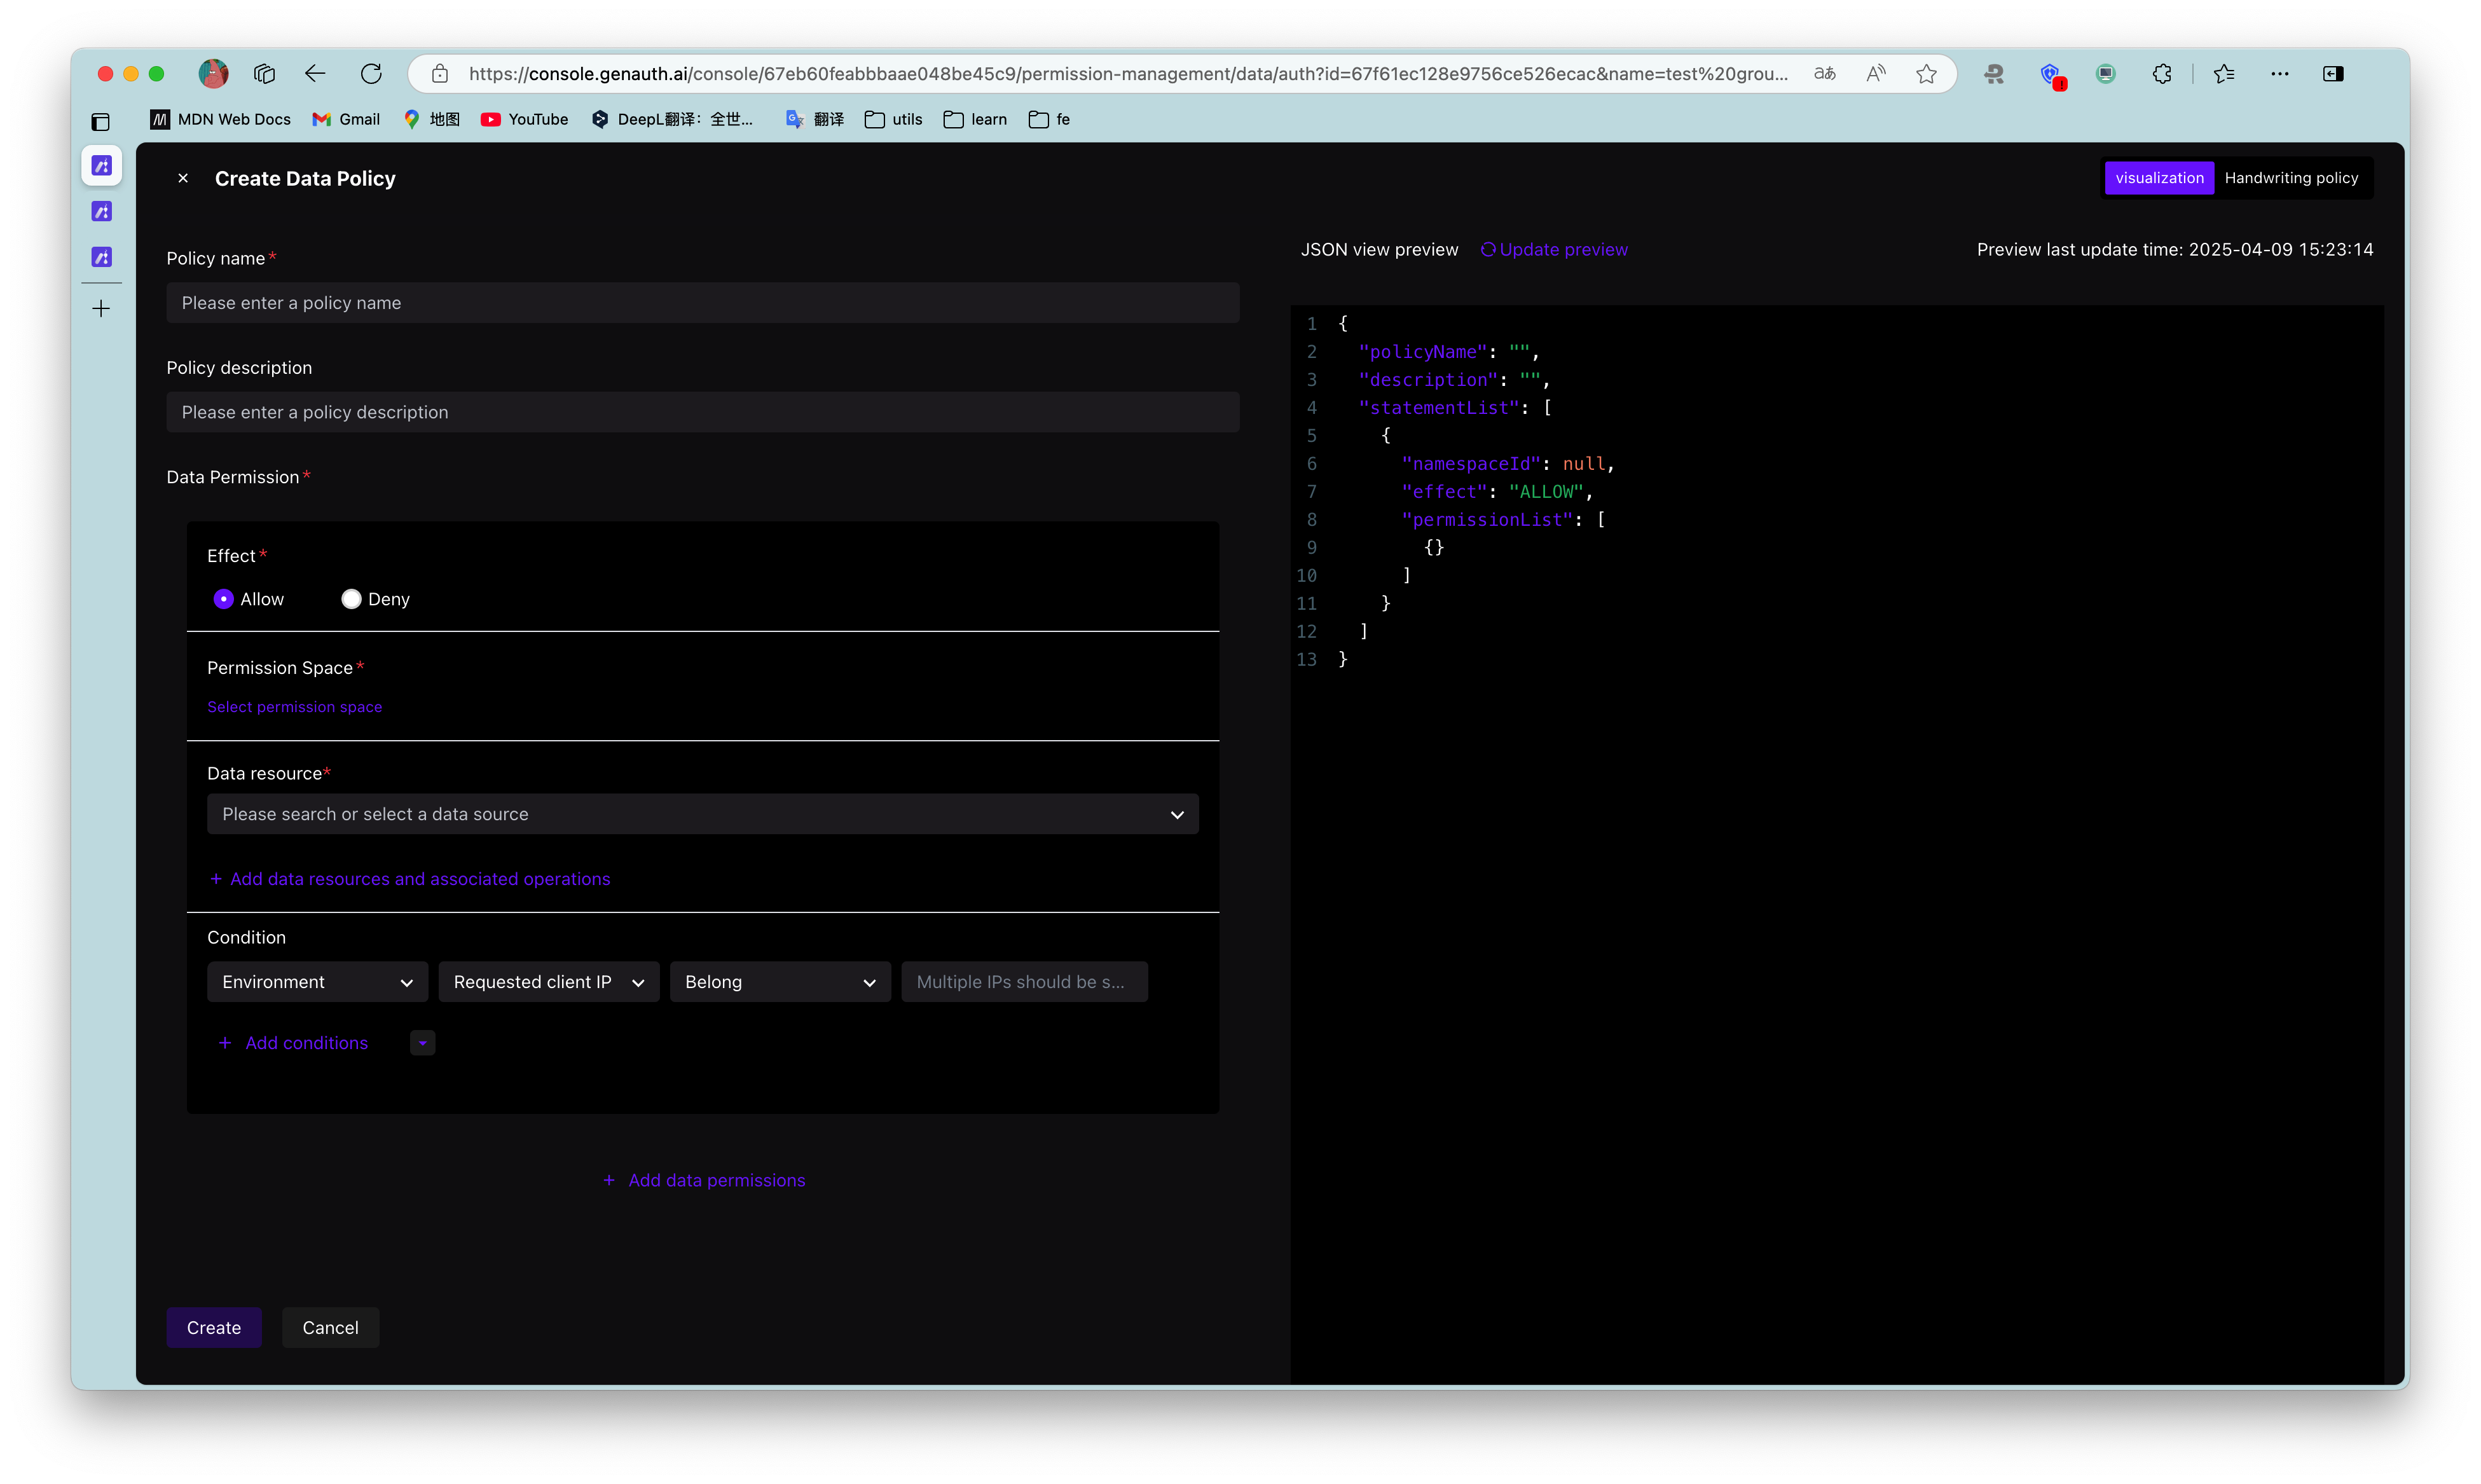 https://console.genauth.ai/console/67eb60feabbbaae048be45c9/permission-management/data/auth?id=67f61ec128e9756ce526ecac&name=test%20grou...
MDN Web Docs Gmail 地图 YouTube DeepL翻译：全世... 翻译 utils learn fe
Create Data Policy
visualization Handwriting policy
Policy name*
Please enter a policy name
Policy description
Please enter a policy description
Data Permission*
Effect*
Allow Deny
Permission Space*
Select permission space
Data resource*
Please search or select a data source
+ Add data resources and associated operations
Condition
Environment Requested client IP Belong Multiple IPs should be s...
+ Add conditions
+ Add data permissions
Create Cancel
JSON view preview Update preview Preview last update time: 2025-04-09 15:23:14
1 {
2 "policyName": "",
3 "description": "",
4 "statementList": [
5 {
6 "namespaceId": null,
7 "effect": "ALLOW",
8 "permissionList": [
9 {}
10 ]
11 }
12 ]
13 }